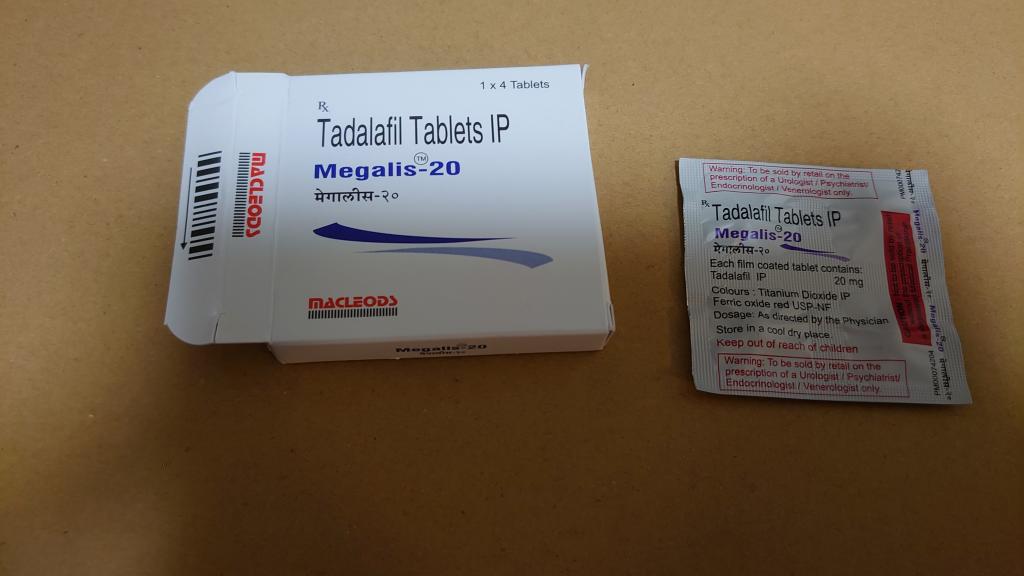 1 x 4 Tablets
Rx
Tadalafil Tablets IP
Megalis™-20
मेगालीस-२०
MACLEODS
MACLEODS
Megalis-20
Warning: To be sold by retail on the
prescription of a Urologist / Psychiatrist/
Endocrinologist / Venerologist only.
Rx
Tadalafil Tablets IP
Megalis-20
मेगालीस-२०
Each film coated tablet contains:
Tadalafil IP 20 mg
Colours : Titanium Dioxide IP
Ferric oxide red USP-NF
Dosage: As directed by the Physician
Store in a cool dry place.
Keep out of reach of children
Warning: To be sold by retail on the
prescription of a Urologist / Psychiatrist/
Endocrinologist / Venerologist only.
Megalis-20